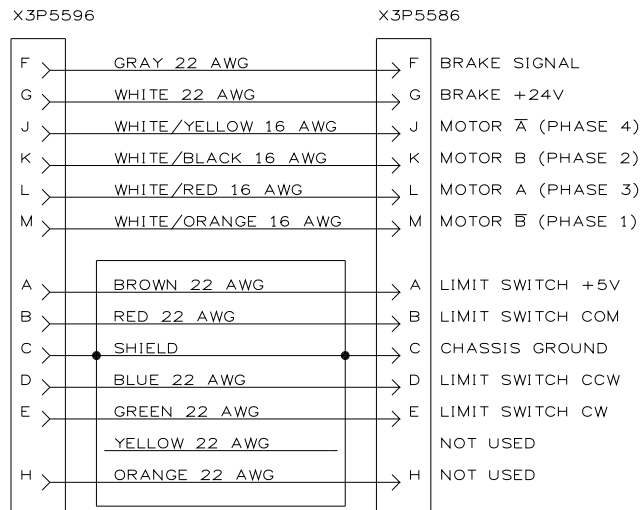 X3P5596 X3P5586
F GRAY 22 AWG F BRAKE SIGNAL
G WHITE 22 AWG G BRAKE +24V
J WHITE/YELLOW 16 AWG J MOTOR A̅ (PHASE 4)
K WHITE/BLACK 16 AWG K MOTOR B (PHASE 2)
L WHITE/RED 16 AWG L MOTOR A (PHASE 3)
M WHITE/ORANGE 16 AWG M MOTOR B̅ (PHASE 1)
A BROWN 22 AWG A LIMIT SWITCH +5V
B RED 22 AWG B LIMIT SWITCH COM
C SHIELD C CHASSIS GROUND
D BLUE 22 AWG D LIMIT SWITCH CCW
E GREEN 22 AWG E LIMIT SWITCH CW
YELLOW 22 AWG NOT USED
H ORANGE 22 AWG H NOT USED